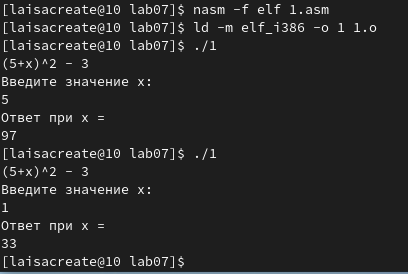 [laisacreate@10 lab07]$ nasm -f elf 1.asm
[laisacreate@10 lab07]$ ld -m elf_i386 -o 1 1.o
[laisacreate@10 lab07]$ ./1
(5+x)^2 - 3
Введите значение x:
5
Ответ при x =
97
[laisacreate@10 lab07]$ ./1
(5+x)^2 - 3
Введите значение x:
1
Ответ при x =
33
[laisacreate@10 lab07]$